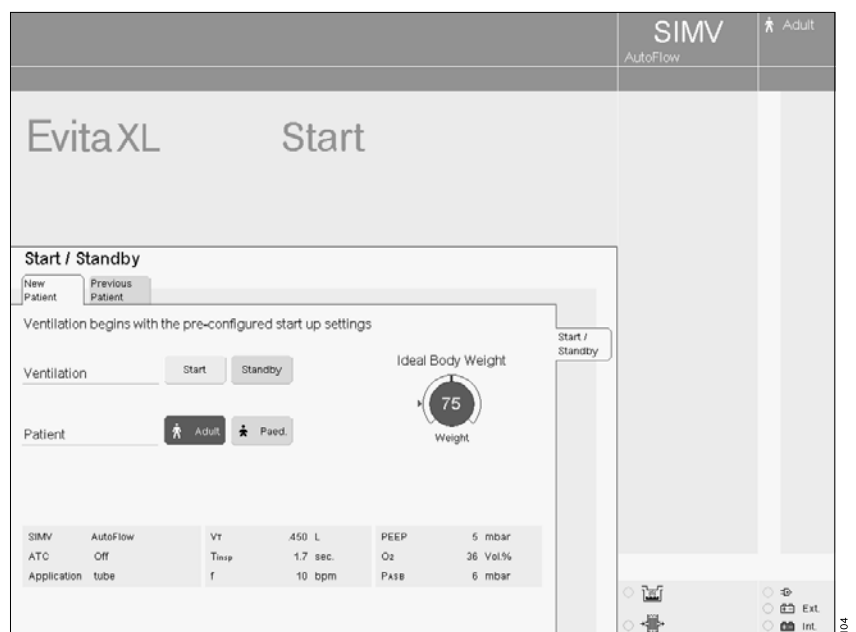 SIMV
Adult
AutoFlow
Evita XL Start
Start / Standby
New Patient
Previous Patient
Ventilation begins with the pre-configured start up settings
Start / Standby
Ideal Body Weight
Ventilation Start Standby
75
Patient Adult Paed.
Weight
SIMV AutoFlow VT .450 L PEEP 5 mbar
ATC Off Tinsp 1.7 sec. O2 36 Vol.%
Application tube f 10 bpm PASB 6 mbar
Ext.
Int.
104